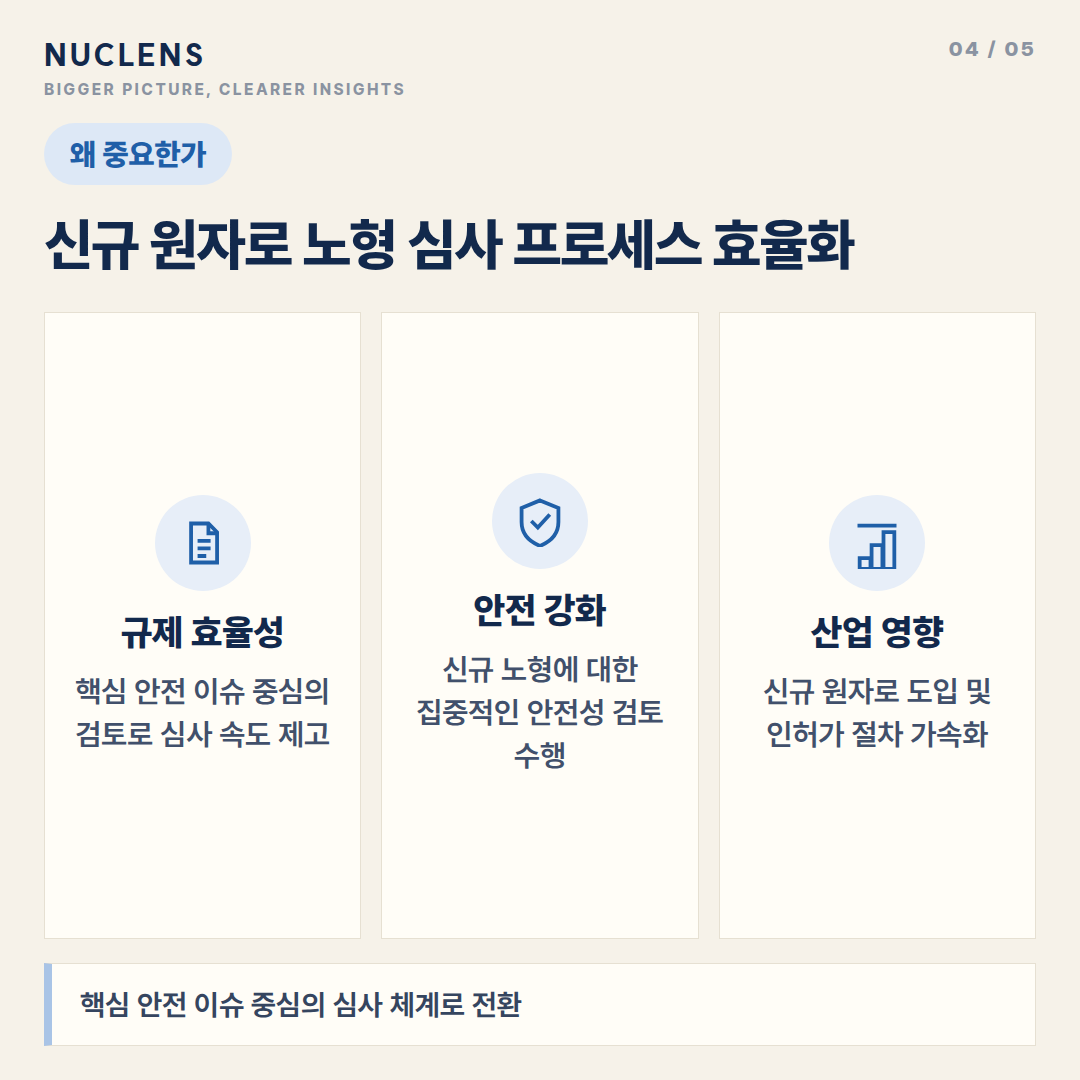 NUCLENS
04 / 05
BIGGER PICTURE, CLEARER INSIGHTS
왜 중요한가
신규 원자로 노형 심사 프로세스 효율화
규제 효율성
핵심 안전 이슈 중심의
검토로 심사 속도 제고
안전 강화
신규 노형에 대한
집중적인 안전성 검토
수행
산업 영향
신규 원자로 도입 및
인허가 절차 가속화
핵심 안전 이슈 중심의 심사 체계로 전환